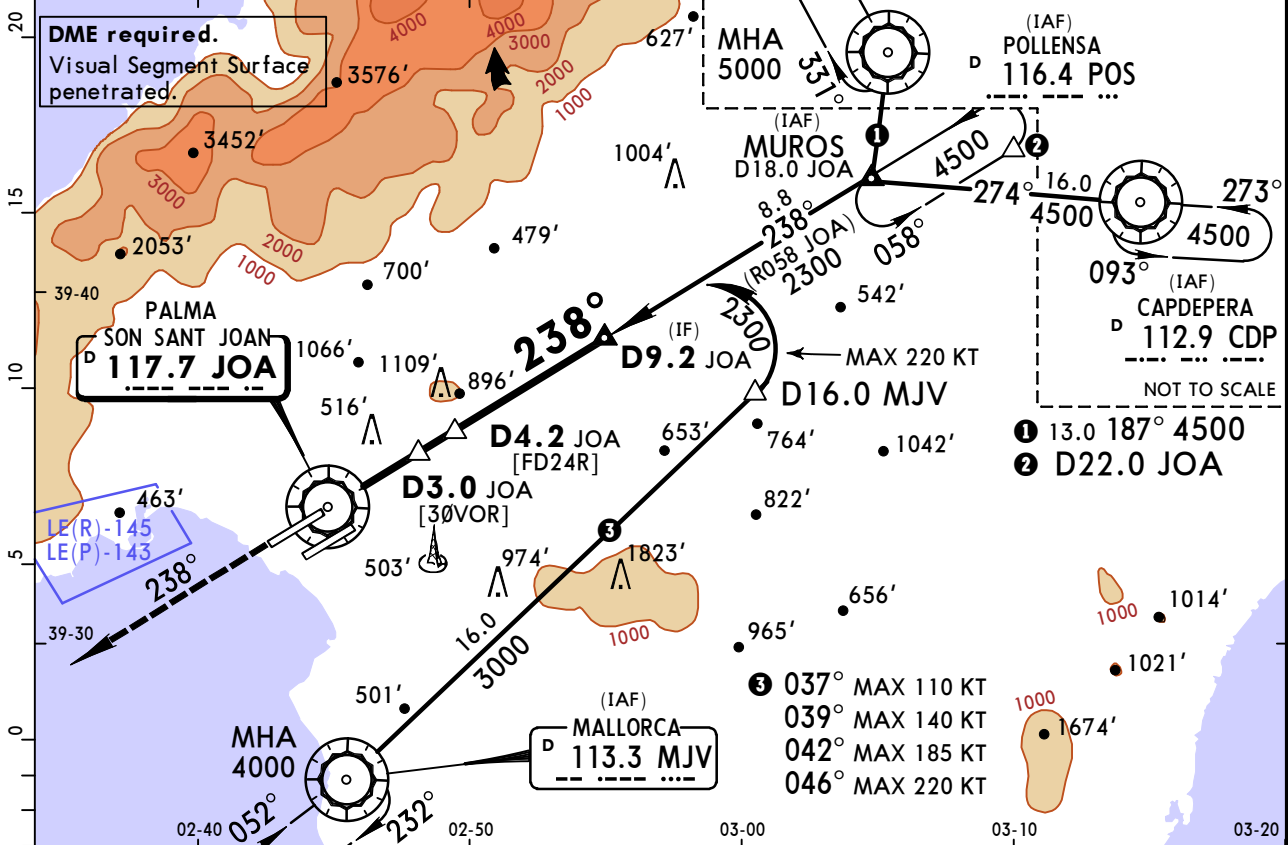 DME required.
Visual Segment Surface
penetrated.
20
15
10
5
0
4000
4000
3000
2000
1000
3576'
3452'
3000
2053'
2000
1000
627'
MHA
5000
331°
(IAF)
POLLENSA
D 116.4 POS
1004'
(IAF)
MUROS
D18.0 JOA
1
4500
2
274°
16.0
4500
273°
4500
093°
(IAF)
CAPDEPERA
D 112.9 CDP
NOT TO SCALE
8.8
238°
(R058 JOA)
2300
058°
479'
700'
542'
39-40
PALMA
SON SANT JOAN
D 117.7 JOA
1066'
1109'
896'
516'
238°
(IF)
D9.2 JOA
2300
MAX 220 KT
D16.0 MJV
1 13.0 187° 4500
2 D22.0 JOA
D4.2 JOA
[FD24R]
D3.0 JOA
[30VOR]
653'
764'
1042'
822'
463'
LE(R)-145
LE(P)-143
238°
503'
974'
3
1823'
1000
656'
965'
1000
1014'
1021'
1000
1674'
39-30
16.0
3000
501'
3 037° MAX 110 KT
039° MAX 140 KT
042° MAX 185 KT
046° MAX 220 KT
(IAF)
MALLORCA
D 113.3 MJV
MHA
4000
052°
232°
02-40
02-50
03-00
03-10
03-20